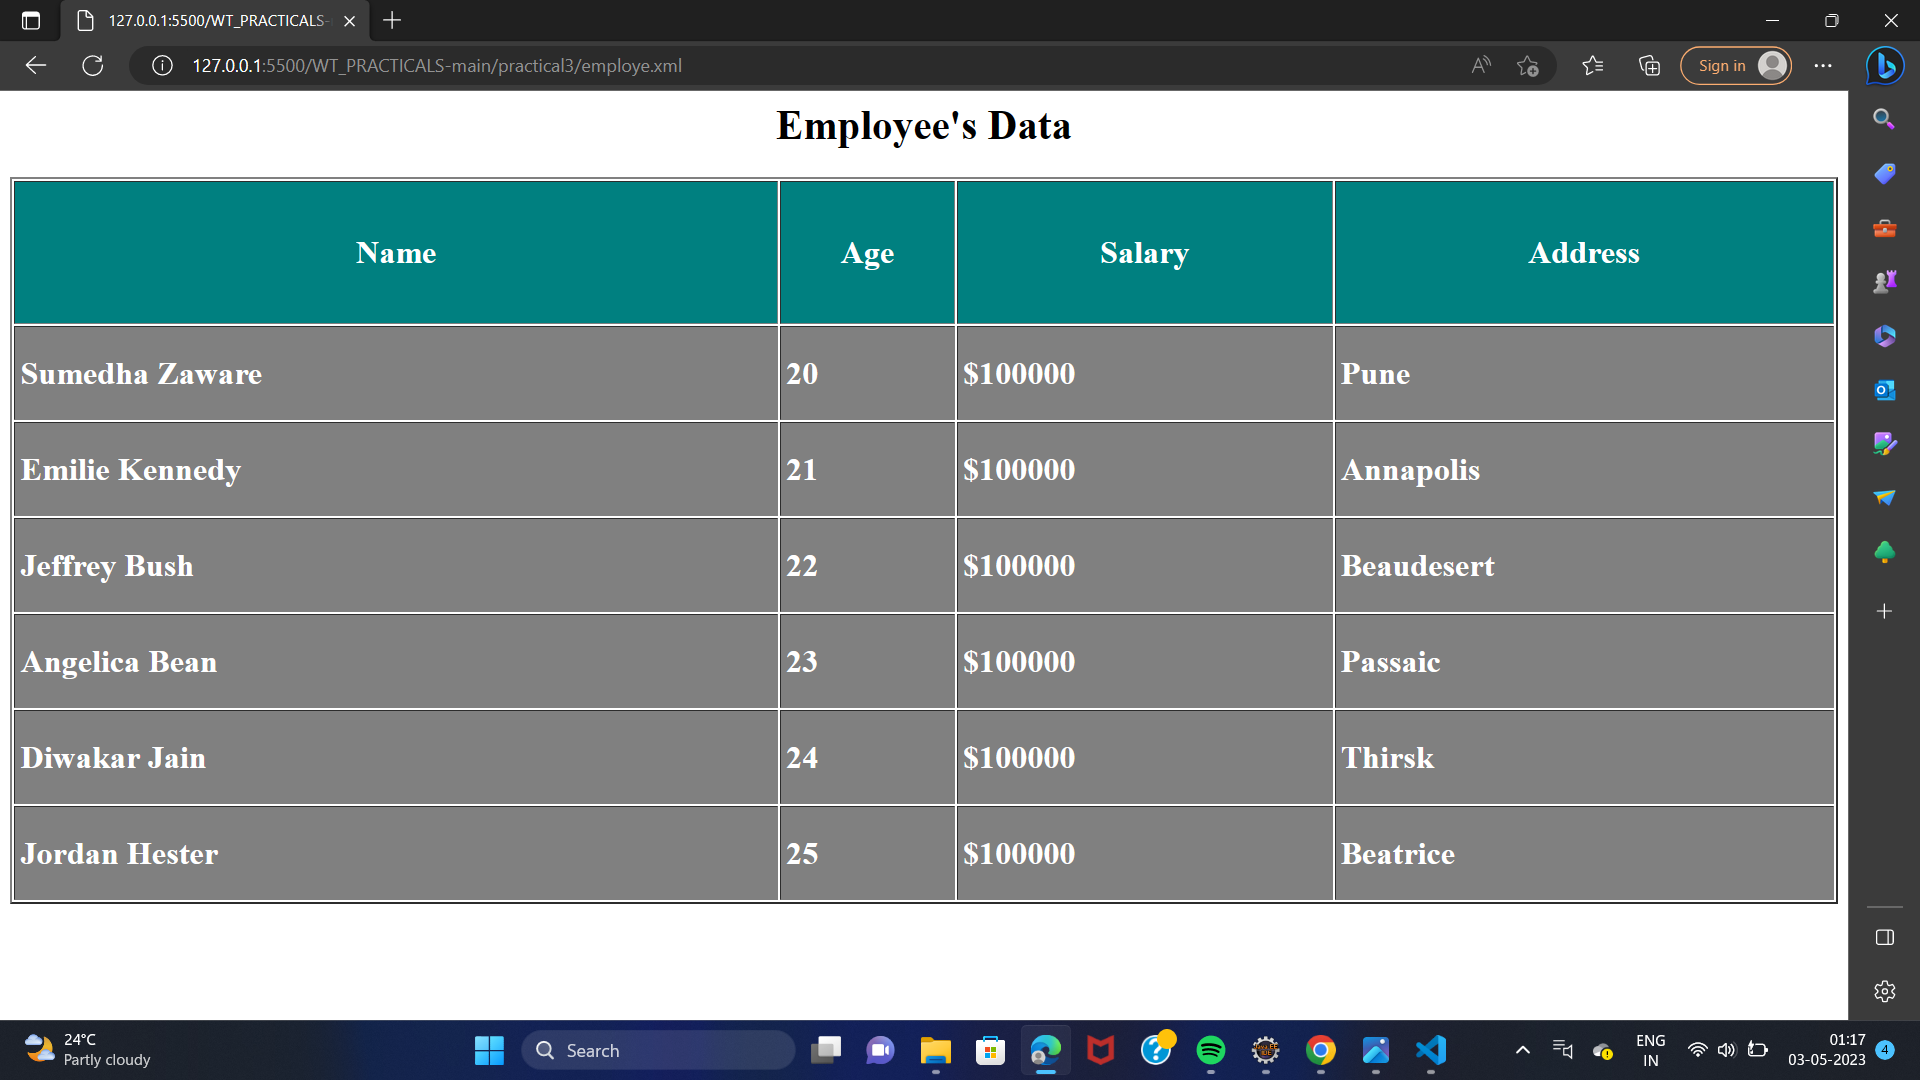 127.0.0.1:5500/WT_PRACTICALS-
127.0.0.1:5500/WT_PRACTICALS-main/practical3/employe.xml
Sign in
Employee's Data
Name Age Salary Address
Sumedha Zaware 20 $100000 Pune
Emilie Kennedy 21 $100000 Annapolis
Jeffrey Bush 22 $100000 Beaudesert
Angelica Bean 23 $100000 Passaic
Diwakar Jain 24 $100000 Thirsk
Jordan Hester 25 $100000 Beatrice
24°C
Partly cloudy
Search
ENG
IN
01:17
03-05-2023
4